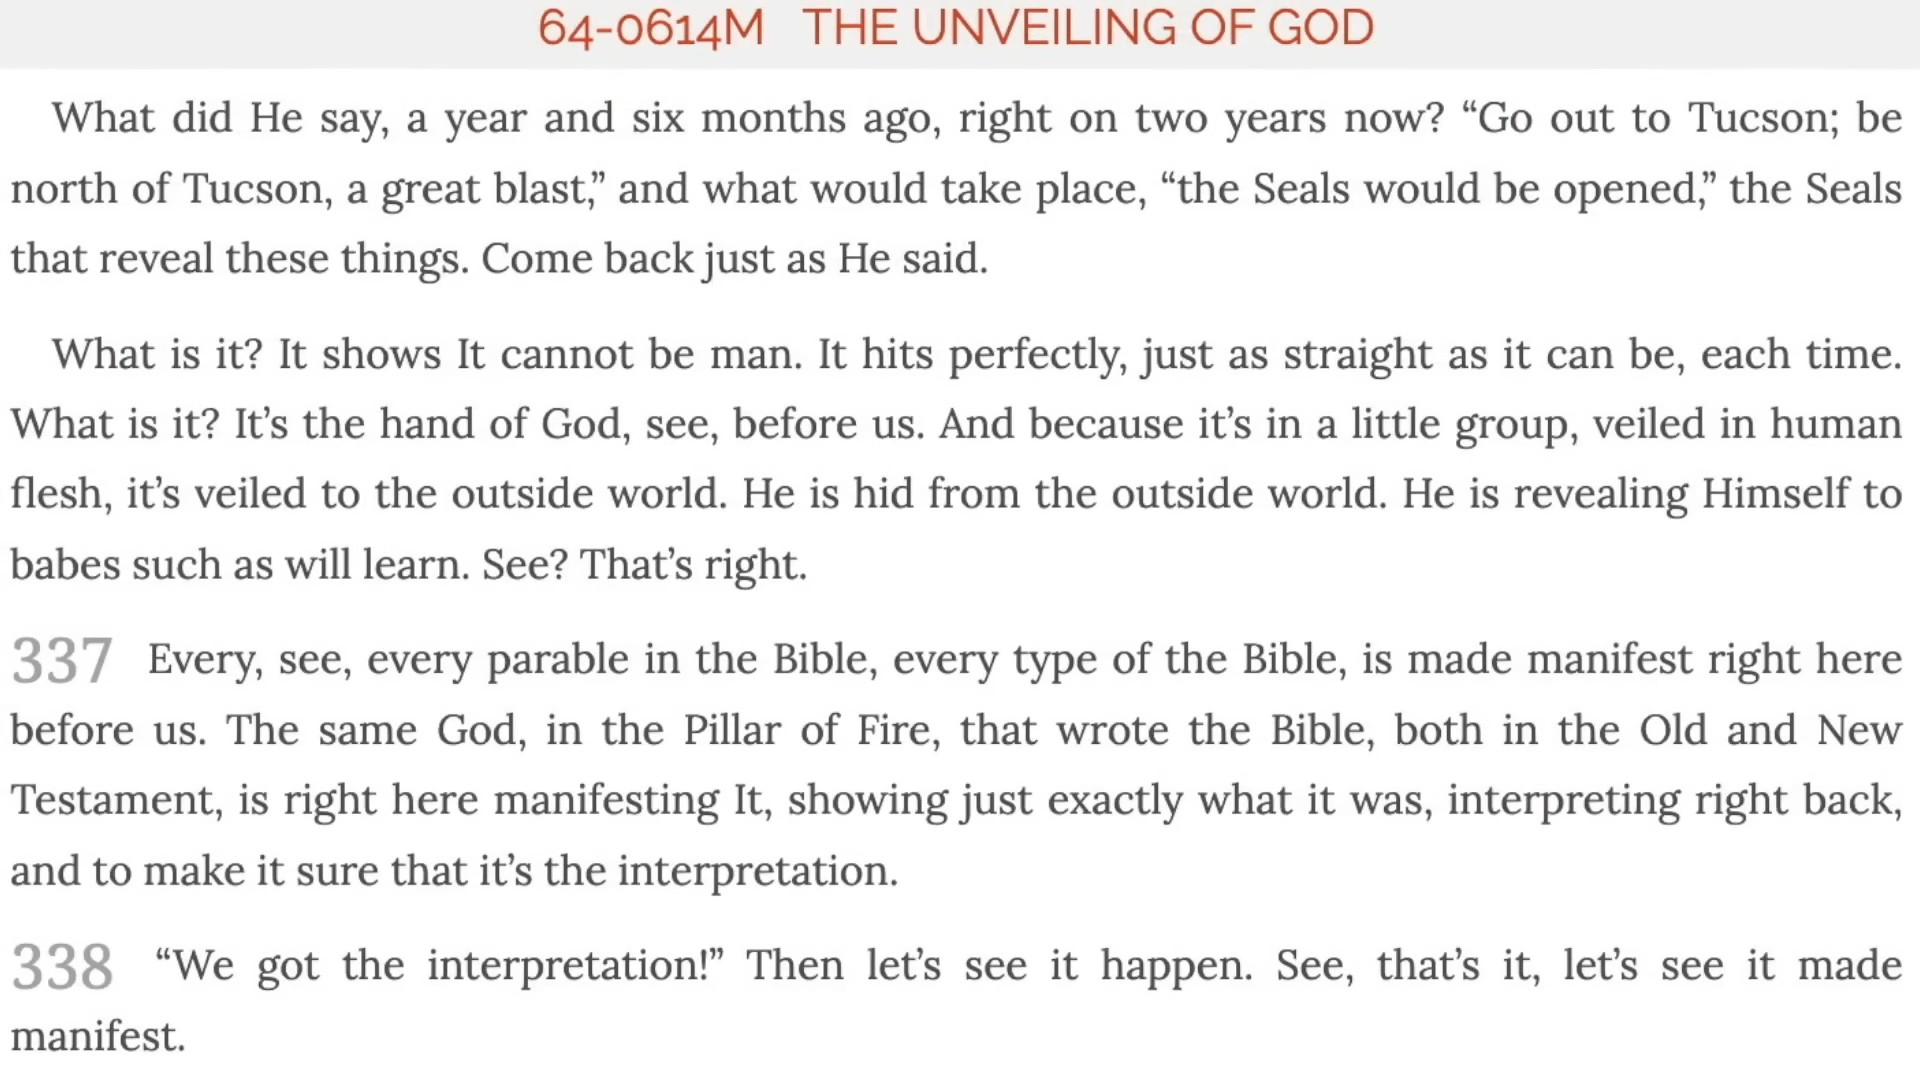 64-0614M THE UNVEILING OF GOD
What did He say, a year and six months ago, right on two years now? “Go out to Tucson; be
north of Tucson, a great blast,” and what would take place, “the Seals would be opened,” the Seals
that reveal these things. Come back just as He said.
What is it? It shows It cannot be man. It hits perfectly, just as straight as it can be, each time.
What is it? It’s the hand of God, see, before us. And because it’s in a little group, veiled in human
flesh, it’s veiled to the outside world. He is hid from the outside world. He is revealing Himself to
babes such as will learn. See? That’s right.
337 Every, see, every parable in the Bible, every type of the Bible, is made manifest right here
before us. The same God, in the Pillar of Fire, that wrote the Bible, both in the Old and New
Testament, is right here manifesting It, showing just exactly what it was, interpreting right back,
and to make it sure that it’s the interpretation.
338 “We got the interpretation!” Then let’s see it happen. See, that’s it, let’s see it made
manifest.